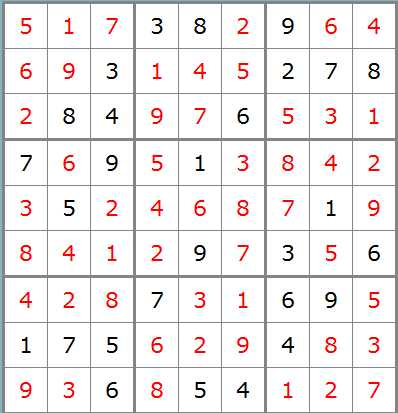 5 1 7 3 8 2 9 6 4
6 9 3 1 4 5 2 7 8
2 8 4 9 7 6 5 3 1
7 6 9 5 1 3 8 4 2
3 5 2 4 6 8 7 1 9
8 4 1 2 9 7 3 5 6
4 2 8 7 3 1 6 9 5
1 7 5 6 2 9 4 8 3
9 3 6 8 5 4 1 2 7